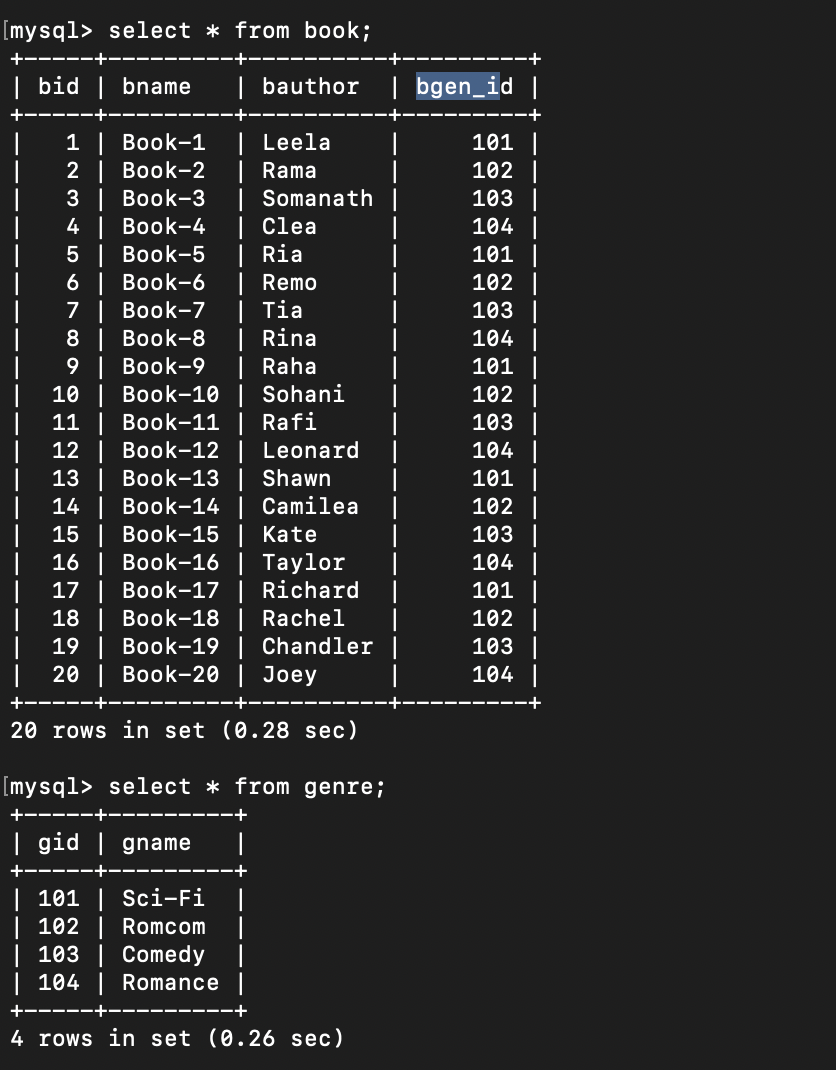 mysql> select * from book;
+-----+---------+----------+---------+
| bid | bname   | bauthor  | bgen_id |
+-----+---------+----------+---------+
|   1 | Book-1  | Leela    |     101 |
|   2 | Book-2  | Rama     |     102 |
|   3 | Book-3  | Somanath |     103 |
|   4 | Book-4  | Clea     |     104 |
|   5 | Book-5  | Ria      |     101 |
|   6 | Book-6  | Remo     |     102 |
|   7 | Book-7  | Tia      |     103 |
|   8 | Book-8  | Rina     |     104 |
|   9 | Book-9  | Raha     |     101 |
|  10 | Book-10 | Sohani   |     102 |
|  11 | Book-11 | Rafi     |     103 |
|  12 | Book-12 | Leonard  |     104 |
|  13 | Book-13 | Shawn    |     101 |
|  14 | Book-14 | Camilea  |     102 |
|  15 | Book-15 | Kate     |     103 |
|  16 | Book-16 | Taylor   |     104 |
|  17 | Book-17 | Richard  |     101 |
|  18 | Book-18 | Rachel   |     102 |
|  19 | Book-19 | Chandler |     103 |
|  20 | Book-20 | Joey     |     104 |
+-----+---------+----------+---------+
20 rows in set (0.28 sec)
mysql> select * from genre;
+-----+---------+
| gid | gname   |
+-----+---------+
| 101 | Sci-Fi  |
| 102 | Romcom  |
| 103 | Comedy  |
| 104 | Romance |
+-----+---------+
4 rows in set (0.26 sec)